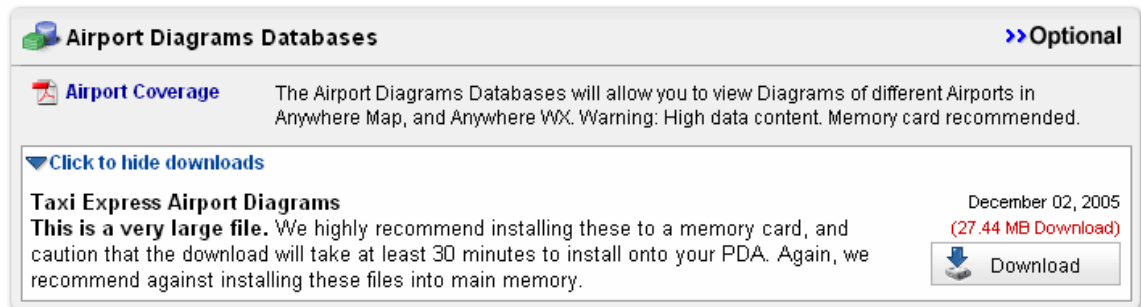 Airport Diagrams Databases
>>Optional
Airport Coverage
The Airport Diagrams Databases will allow you to view Diagrams of different Airports in
Anywhere Map, and Anywhere WX. Warning: High data content. Memory card recommended.
Click to hide downloads
Taxi Express Airport Diagrams
December 02, 2005
This is a very large file. We highly recommend installing these to a memory card, and
(27.44 MB Download)
caution that the download will take at least 30 minutes to install onto your PDA. Again, we
Download
recommend against installing these files into main memory.